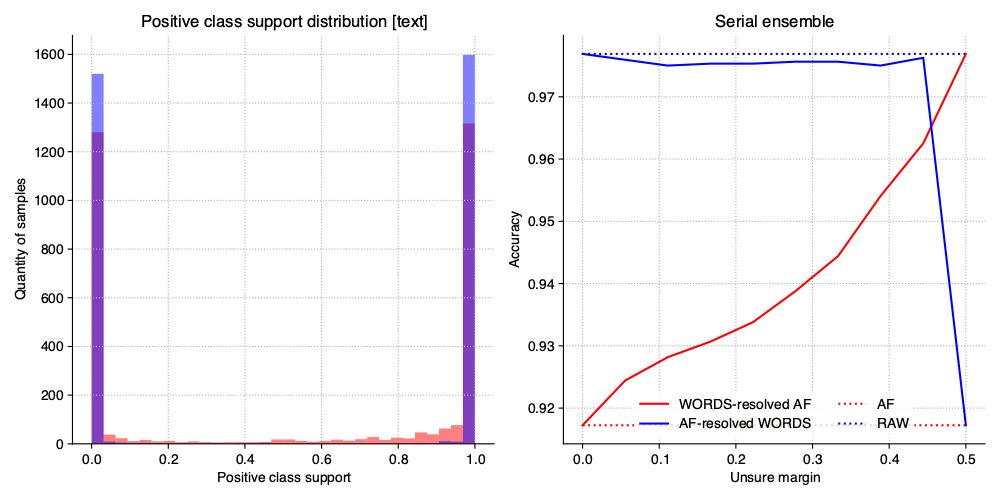 Positive class support distribution [text]
Quantity of samples
1600
1400
1200
1000
800
600
400
200
0
0.0 0.2 0.4 0.6 0.8 1.0
Positive class support
Serial ensemble
Accuracy
0.97
0.96
0.95
0.94
0.93
0.92
WORDS-resolved AF
AF-resolved WORDS
AF
RAW
0.0 0.1 0.2 0.3 0.4 0.5
Unsure margin